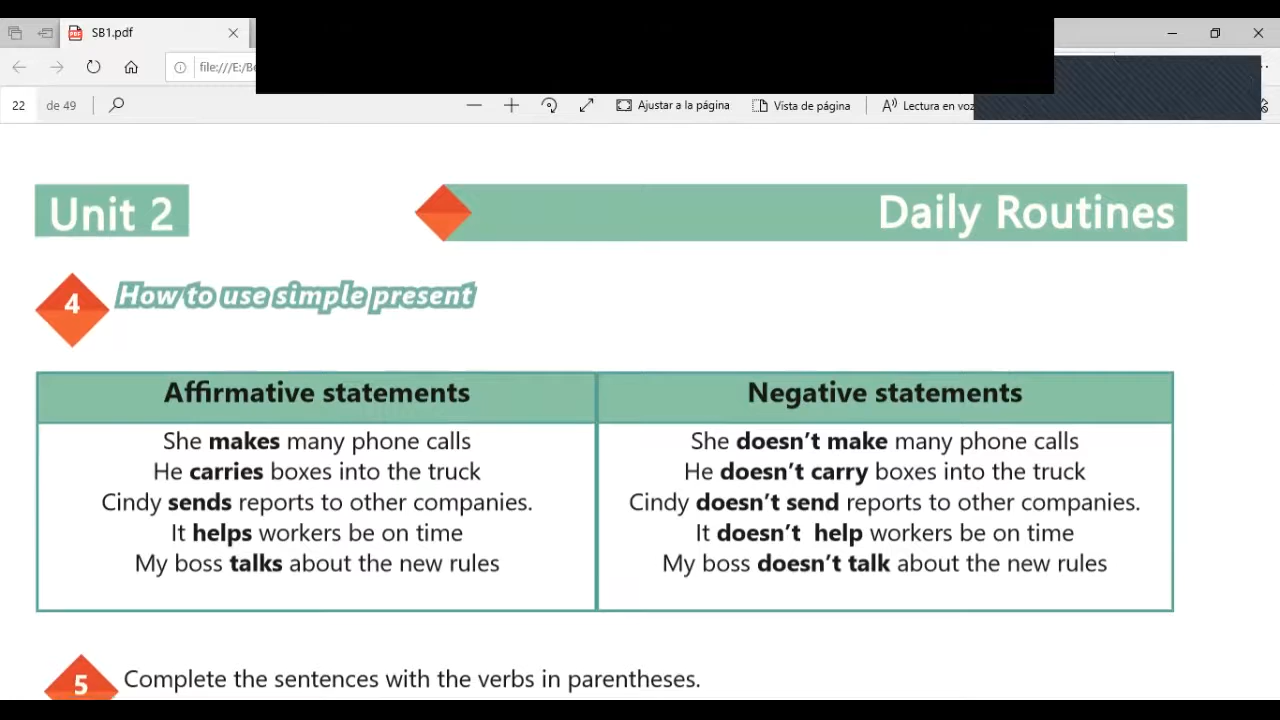 SB1.pdf
file:///E:/Be
22 de 49
Ajustar a la página
Vista de página
Lectura en voz
Unit 2
Daily Routines
4 How to use simple present
Affirmative statements
She makes many phone calls
He carries boxes into the truck
Cindy sends reports to other companies.
It helps workers be on time
My boss talks about the new rules
Negative statements
She doesn't make many phone calls
He doesn't carry boxes into the truck
Cindy doesn't send reports to other companies.
It doesn't  help workers be on time
My boss doesn't talk about the new rules
5 Complete the sentences with the verbs in parentheses.